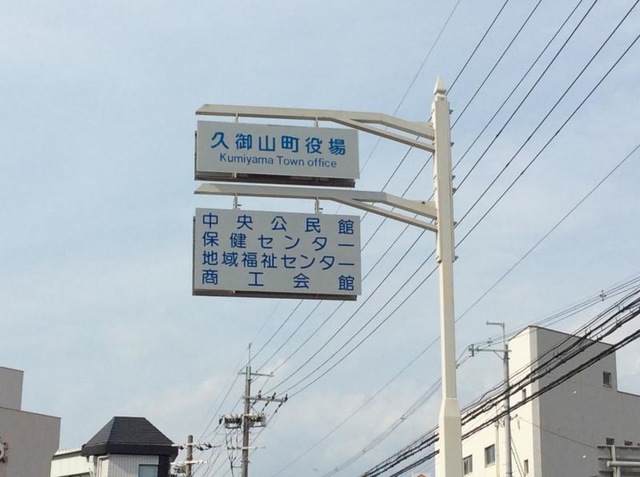 久御山町役場
Kumiyama Town office
中央公民館
保健センター
地域福祉センター
商工会館